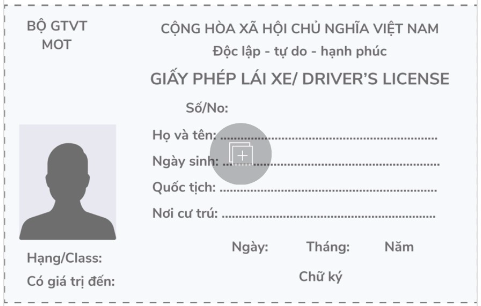 BỘ GTVT
MOT
CỘNG HÒA XÃ HỘI CHỦ NGHĨA VIỆT NAM
Độc lập - tự do - hạnh phúc
GIẤY PHÉP LÁI XE/ DRIVER'S LICENSE
Số/No:
Họ và tên: ........................................................
Ngày sinh: ........................................................
Quốc tịch: ........................................................
Nơi cư trú: ........................................................
Ngày: Tháng: Năm
Hạng/Class:
Có giá trị đến:
Chữ ký